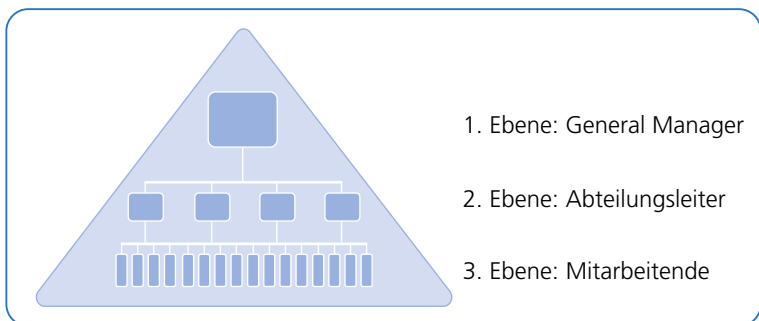 1. Ebene: General Manager
2. Ebene: Abteilungsleiter
3. Ebene: Mitarbeitende